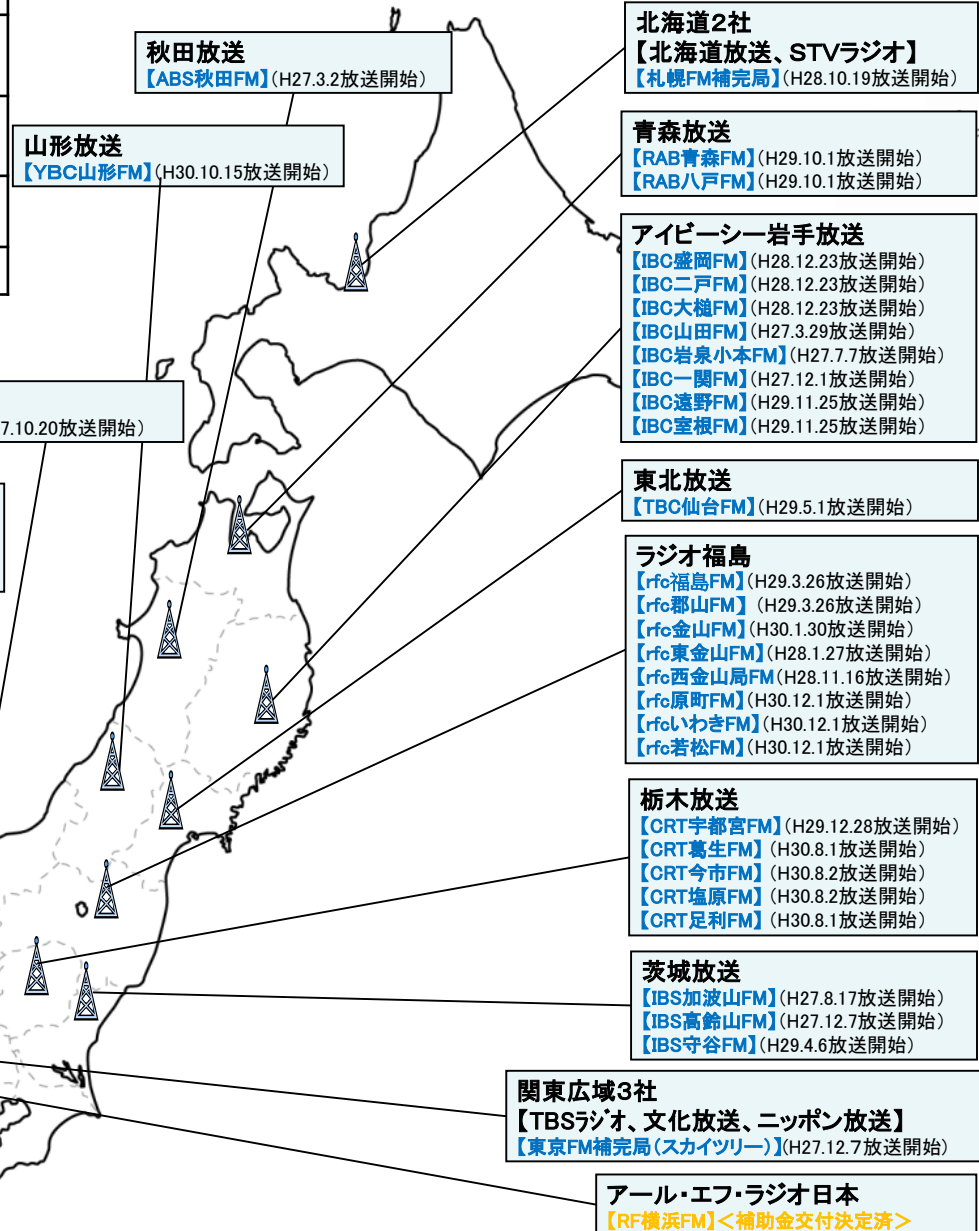 秋田放送
【ABS秋田FM】(H27.3.2放送開始)
山形放送
【YBC山形FM】(H30.10.15放送開始)
7.10.20放送開始)
北海道2社
【北海道放送、STVラジオ】
【札幌FM補完局】(H28.10.19放送開始)
青森放送
【RAB青森FM】(H29.10.1放送開始)
【RAB八戸FM】(H29.10.1放送開始)
アイビーシー岩手放送
【IBC盛岡FM】(H28.12.23放送開始)
【IBC二戸FM】(H28.12.23放送開始)
【IBC大槌FM】(H28.12.23放送開始)
【IBC山田FM】(H27.3.29放送開始)
【IBC岩泉小本FM】(H27.7.7放送開始)
【IBC一関FM】(H27.12.1放送開始)
【IBC遠野FM】(H29.11.25放送開始)
【IBC室根FM】(H29.11.25放送開始)
東北放送
【TBC仙台FM】(H29.5.1放送開始)
ラジオ福島
【rfc福島FM】(H29.3.26放送開始)
【rfc郡山FM】 (H29.3.26放送開始)
【rfc金山FM】(H30.1.30放送開始)
【rfc東金山FM】(H28.1.27放送開始)
【rfc西金山局FM(H28.11.16放送開始)
【rfc原町FM】(H30.12.1放送開始)
【rfcいわきFM】(H30.12.1放送開始)
【rfc若松FM】(H30.12.1放送開始)
栃木放送
【CRT宇都宮FM】(H29.12.28放送開始)
【CRT葛生FM】 (H30.8.1放送開始)
【CRT今市FM】 (H30.8.2放送開始)
【CRT塩原FM】 (H30.8.2放送開始)
【CRT足利FM】 (H30.8.1放送開始)
茨城放送
【IBS加波山FM】(H27.8.17放送開始)
【IBS高鈴山FM】(H27.12.7放送開始)
【IBS守谷FM】(H29.4.6放送開始)
関東広域3社
【TBSラジオ、文化放送、ニッポン放送】
【東京FM補完局(スカイツリー)】(H27.12.7放送開始)
アール・エフ・ラジオ日本
【RF横浜FM】<補助金交付決定済>